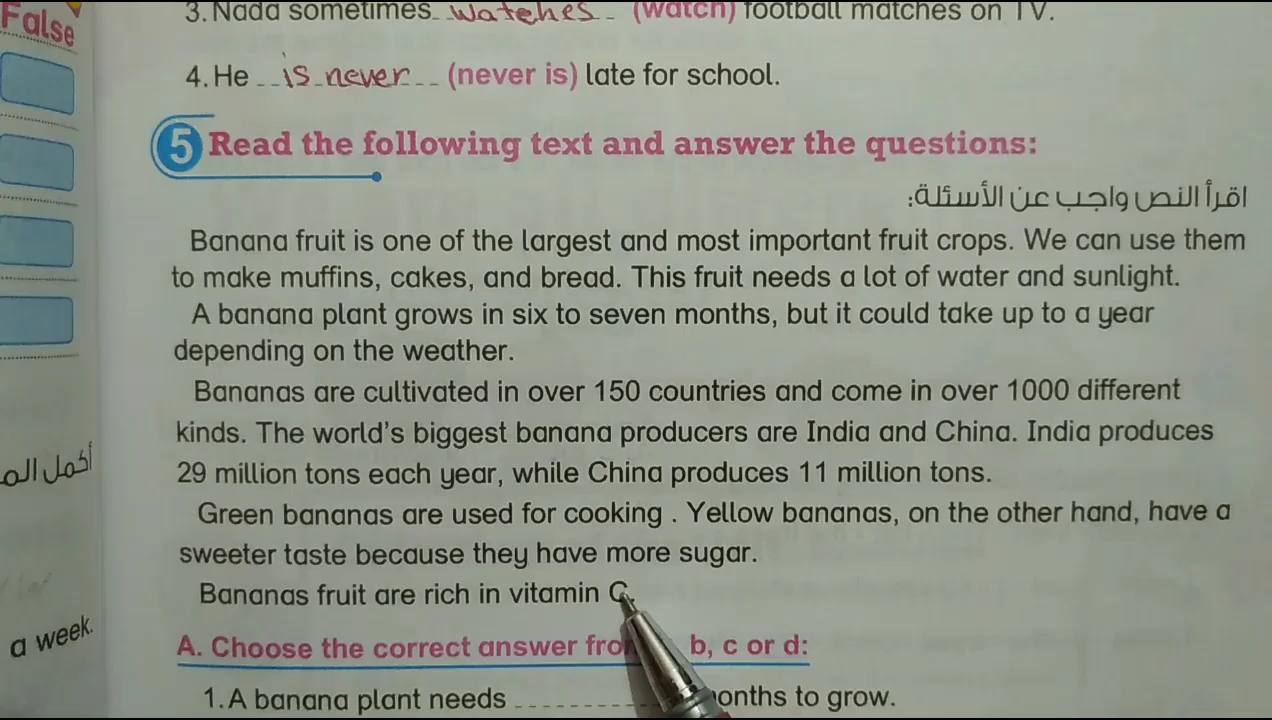 False
3. Nada sometimes watches (watch) football matches on TV.
4. He is never (never is) late for school.
5 Read the following text and answer the questions:
اقرأ النص واجب عن الأسئلة:
Banana fruit is one of the largest and most important fruit crops. We can use them
to make muffins, cakes, and bread. This fruit needs a lot of water and sunlight.
A banana plant grows in six to seven months, but it could take up to a year
depending on the weather.
Bananas are cultivated in over 150 countries and come in over 1000 different
kinds. The world's biggest banana producers are India and China. India produces
29 million tons each year, while China produces 11 million tons.
Green bananas are used for cooking . Yellow bananas, on the other hand, have a
sweeter taste because they have more sugar.
Bananas fruit are rich in vitamin C.
A. Choose the correct answer b, c or d:
1. A banana plant needs to grow.
أكمل
a week.